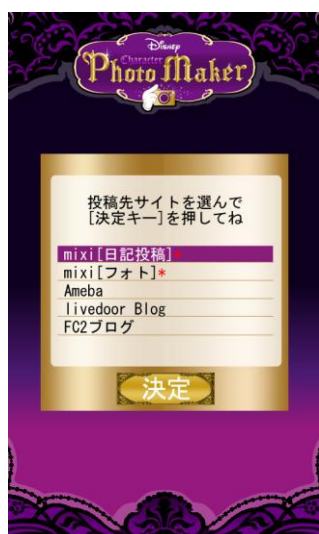 Disney
Character
Photo Maker
投稿先サイトを選んで
[決定キー]を押してね
mixi[日記投稿]*
mixi[フォト]*
Ameba
livedoor Blog
FC2ブログ
決定